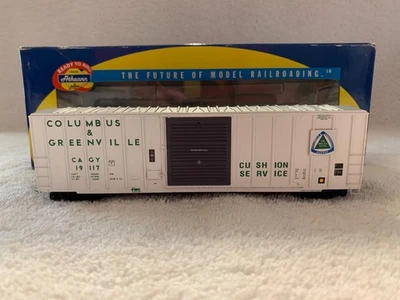 READY TO ROLL
Athearn
THE FUTURE OF MODEL RAILROADING.
COLUMBUS
&
GREENVILLE
CAGY
19117
CUSHION
SERVICE